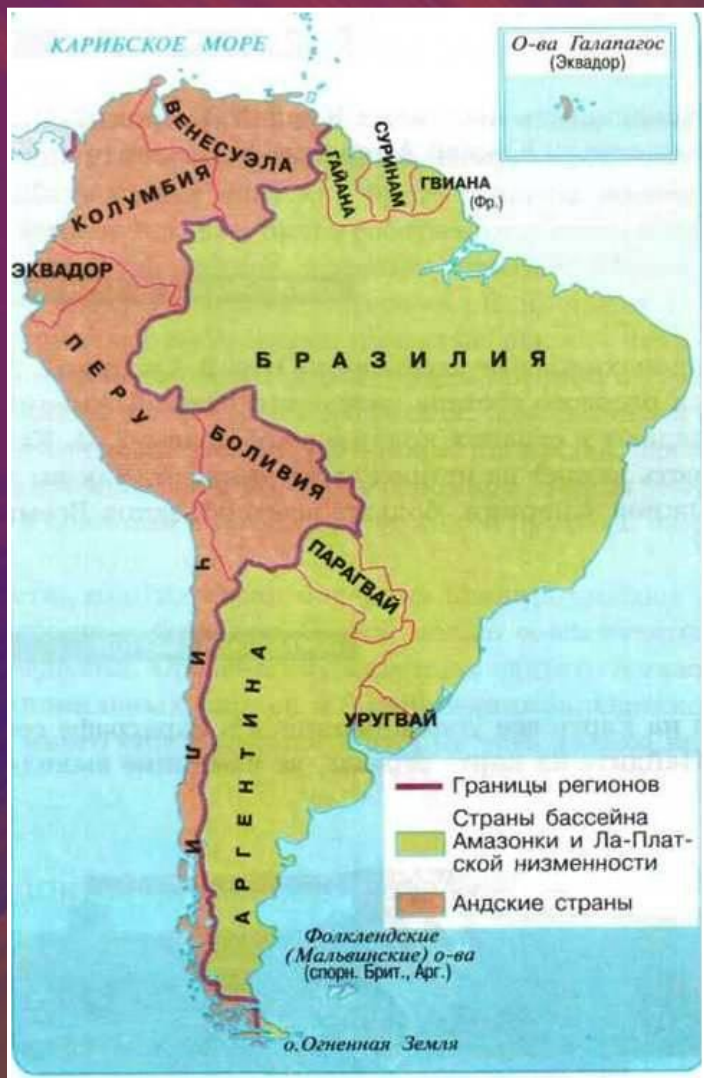 КАРИБСКОЕ МОРЕ
О-ва Галапагос
(Эквадор)
ВЕНЕСУЭЛА
КОЛУМБИЯ
ГАЙАНА
СУРИНАМ
ГВИАНА
(Фр.)
ЭКВАДОР
ПЕРУ
БРАЗИЛИЯ
БОЛИВИЯ
ПАРАГВАЙ
ЧИЛИ
АРГЕНТИНА
УРУГВАЙ
Границы регионов
Страны бассейна
Амазонки и Ла-Плат-
ской низменности
Андские страны
Фолклендские
(Мальвинские) о-ва
(спорн. Брит., Арг.)
о.Огненная Земля